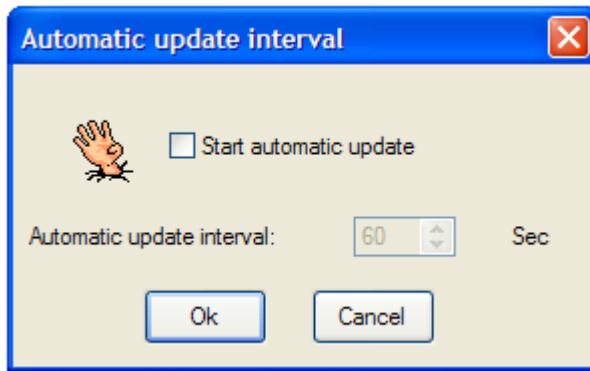 Automatic update interval
Start automatic update
Automatic update interval: 60 Sec
Ok Cancel